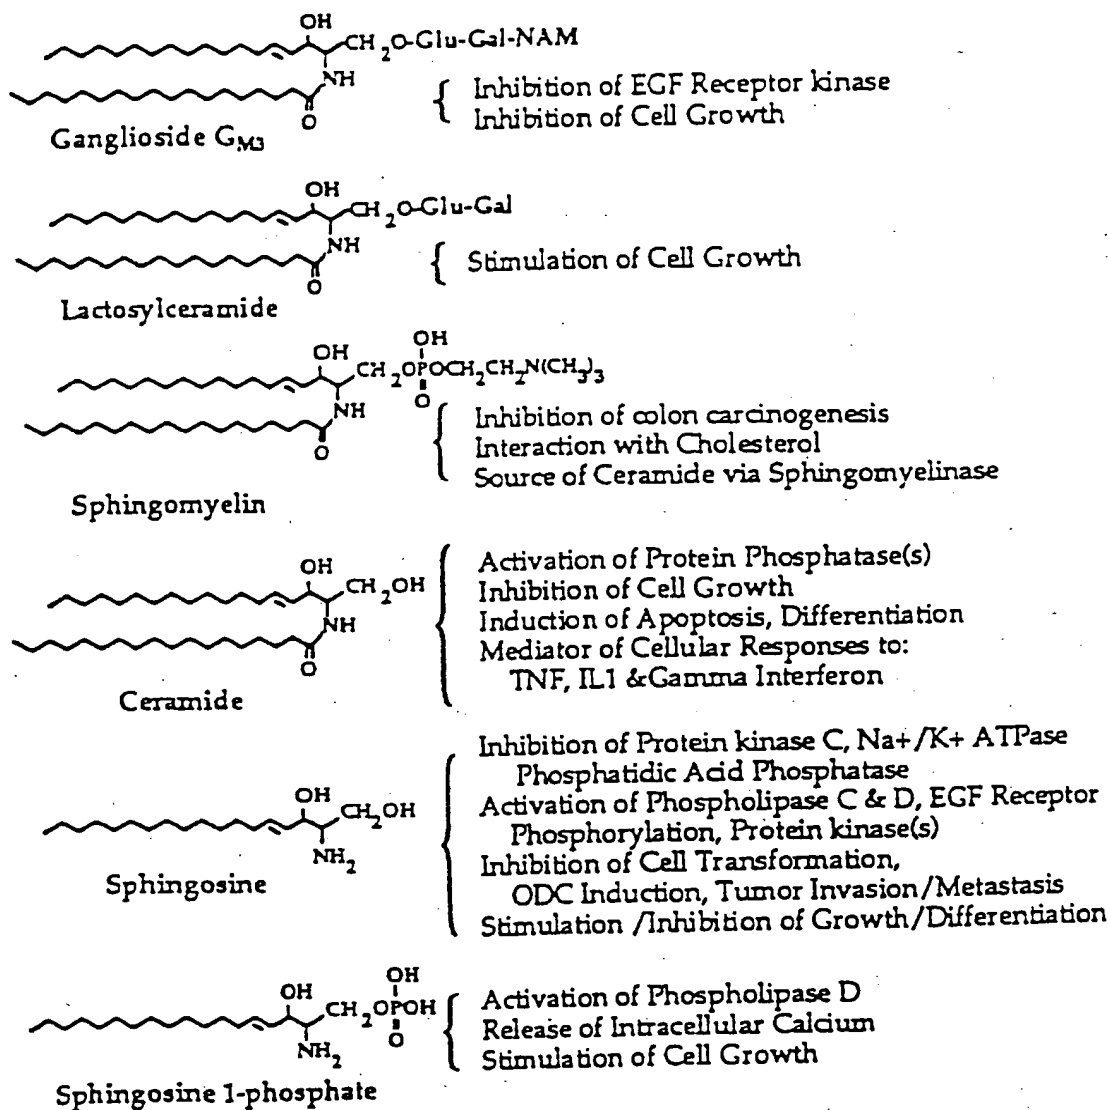 OH
CH2O-Glu-Gal-NAM
NH
O
Inhibition of EGF Receptor kinase
Inhibition of Cell Growth
Ganglioside GM3
OH
CH2O-Glu-Gal
NH
O
Stimulation of Cell Growth
Lactosylceramide
OH
OH
CH2OPOCH2CH2N(CH3)3
O
NH
O
Inhibition of colon carcinogenesis
Interaction with Cholesterol
Source of Ceramide via Sphingomyelinase
Sphingomyelin
OH
CH2OH
NH
O
Activation of Protein Phosphatase(s)
Inhibition of Cell Growth
Induction of Apoptosis, Differentiation
Mediator of Cellular Responses to:
TNF, IL1 &Gamma Interferon
Ceramide
OH
CH2OH
NH2
Inhibition of Protein kinase C, Na+/K+ ATPase
Phosphatidic Acid Phosphatase
Activation of Phospholipase C & D, EGF Receptor
Phosphorylation, Protein kinase(s)
Inhibition of Cell Transformation,
ODC Induction, Tumor Invasion/Metastasis
Stimulation /Inhibition of Growth/Differentiation
Sphingosine
OH
OH
CH2OPOH
O
NH2
Activation of Phospholipase D
Release of Intracellular Calcium
Stimulation of Cell Growth
Sphingosine 1-phosphate